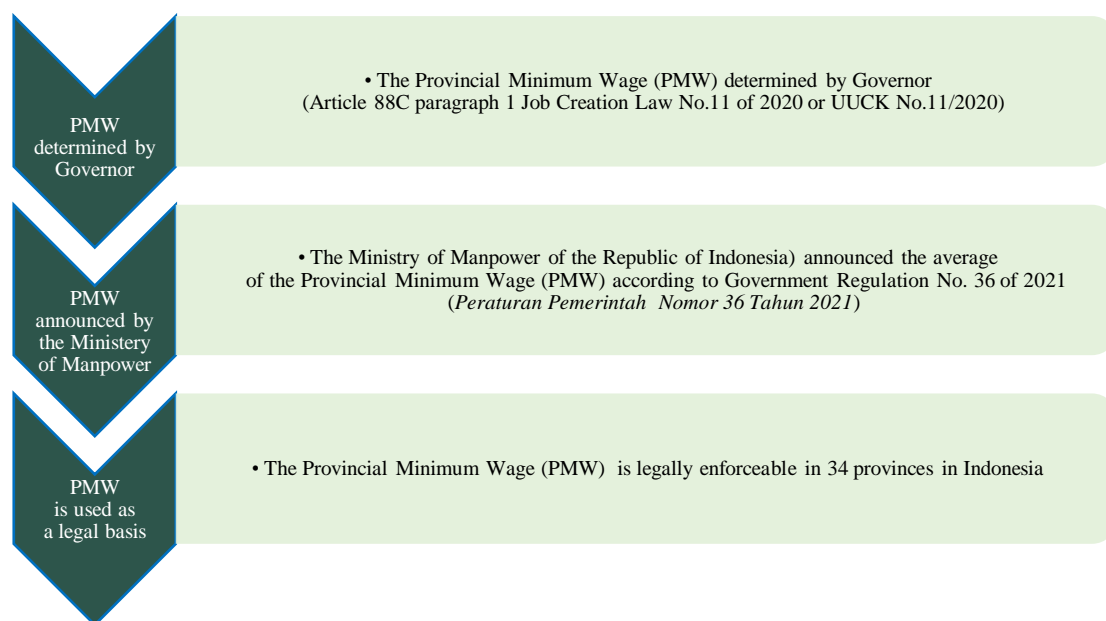 PMW
determined by
Governor
• The Provincial Minimum Wage (PMW) determined by Governor
(Article 88C paragraph 1 Job Creation Law No.11 of 2020 or UUCK No.11/2020)
PMW
announced by
the Ministery
of Manpower
• The Ministry of Manpower of the Republic of Indonesia) announced the average
of the Provincial Minimum Wage (PMW) according to Government Regulation No. 36 of 2021
(Peraturan Pemerintah Nomor 36 Tahun 2021)
PMW
is used as
a legal basis
• The Provincial Minimum Wage (PMW) is legally enforceable in 34 provinces in Indonesia